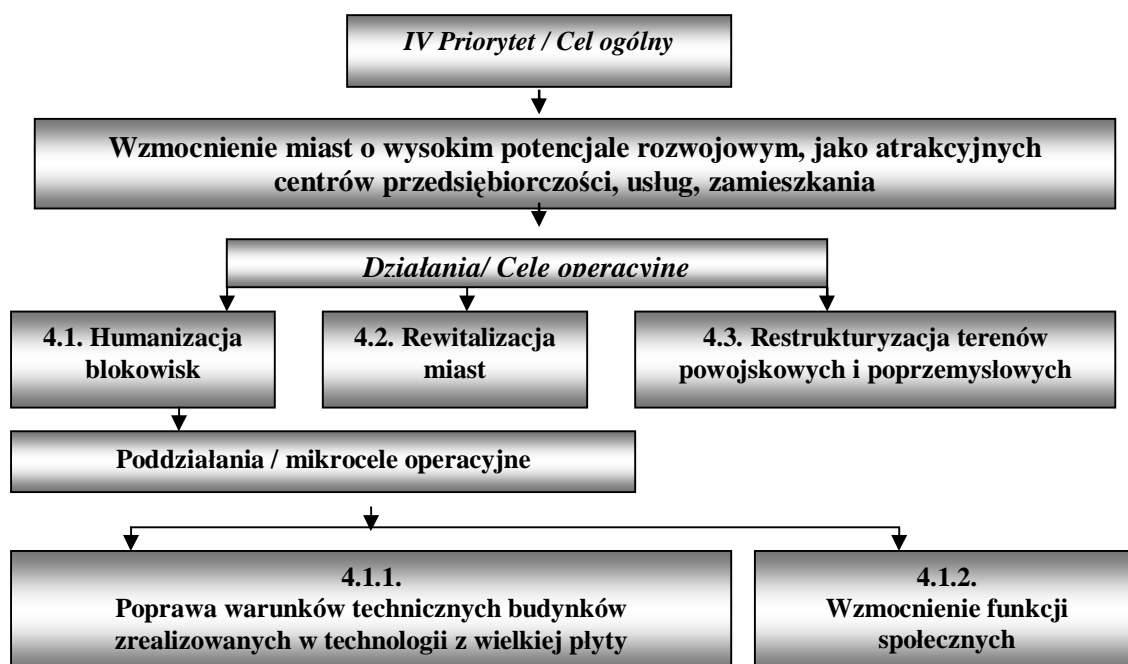 IV Priorytet / Cel ogólny
Wzmocnienie miast o wysokim potencjale rozwojowym, jako atrakcyjnych
centrów przedsiębiorczości, usług, zamieszkania
Działania/ Cele operacyjne
4.1. Humanizacja
blokowisk
4.2. Rewitalizacja
miast
4.3. Restrukturyzacja terenów
powojskowych i poprzemysłowych
Poddziałania / mikrocele operacyjne
4.1.1.
Poprawa warunków technicznych budynków
zrealizowanych w technologii z wielkiej płyty
4.1.2.
Wzmocnienie funkcji
społecznych